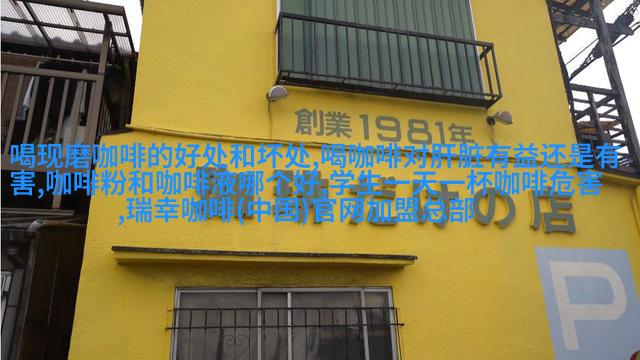 創業1981年
喝现磨咖啡的好处和坏处,喝咖啡对肝脏有益还是有
害,咖啡粉和咖啡液哪个好,学生一天一杯咖啡危害
,瑞幸咖啡(中国)官网加盟总部
の店
P